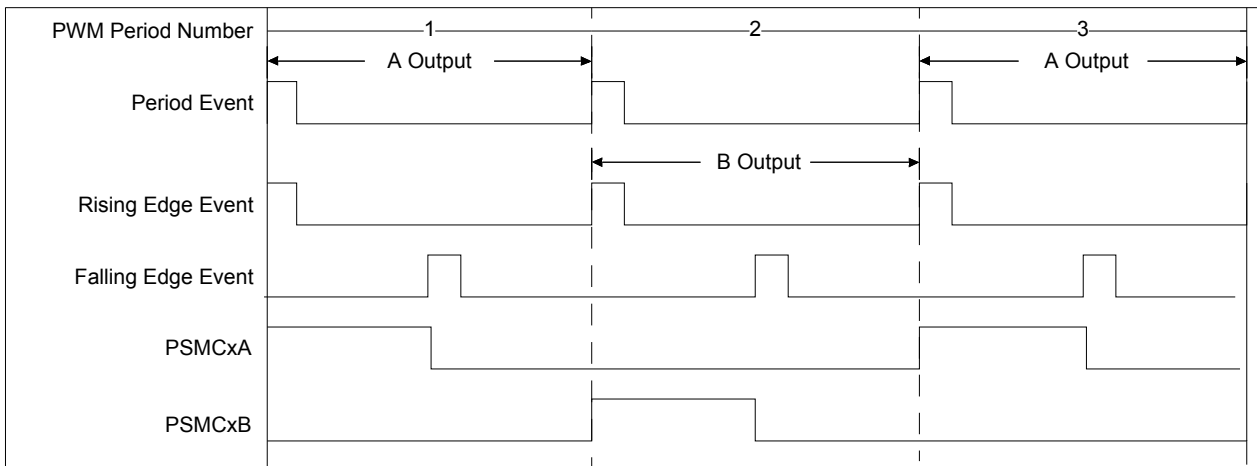 PWM Period Number 1 2 3
A Output A Output
Period Event
B Output
Rising Edge Event
Falling Edge Event
PSMCxA
PSMCxB